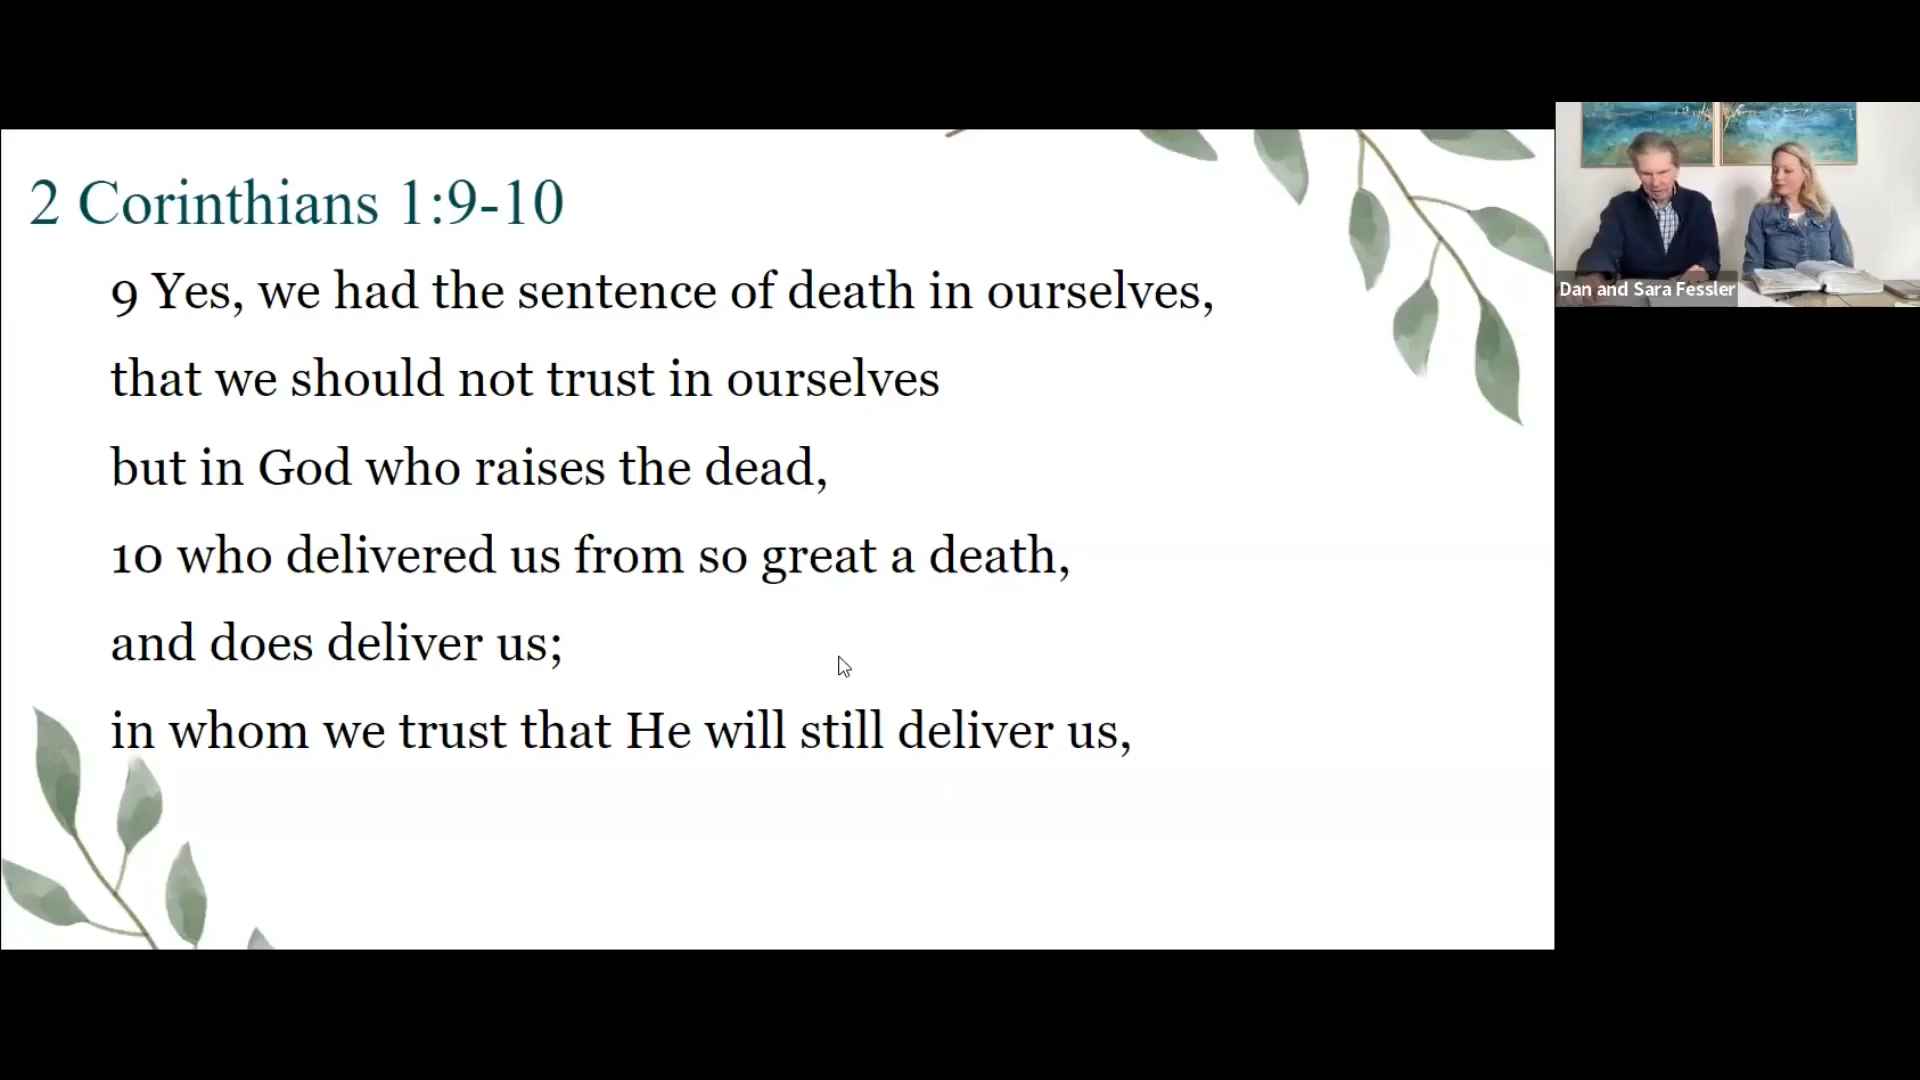 2 Corinthians 1:9-10
9 Yes, we had the sentence of death in ourselves,
that we should not trust in ourselves
but in God who raises the dead,
10 who delivered us from so great a death,
and does deliver us;
in whom we trust that He will still deliver us,
Dan and Sara Fessler